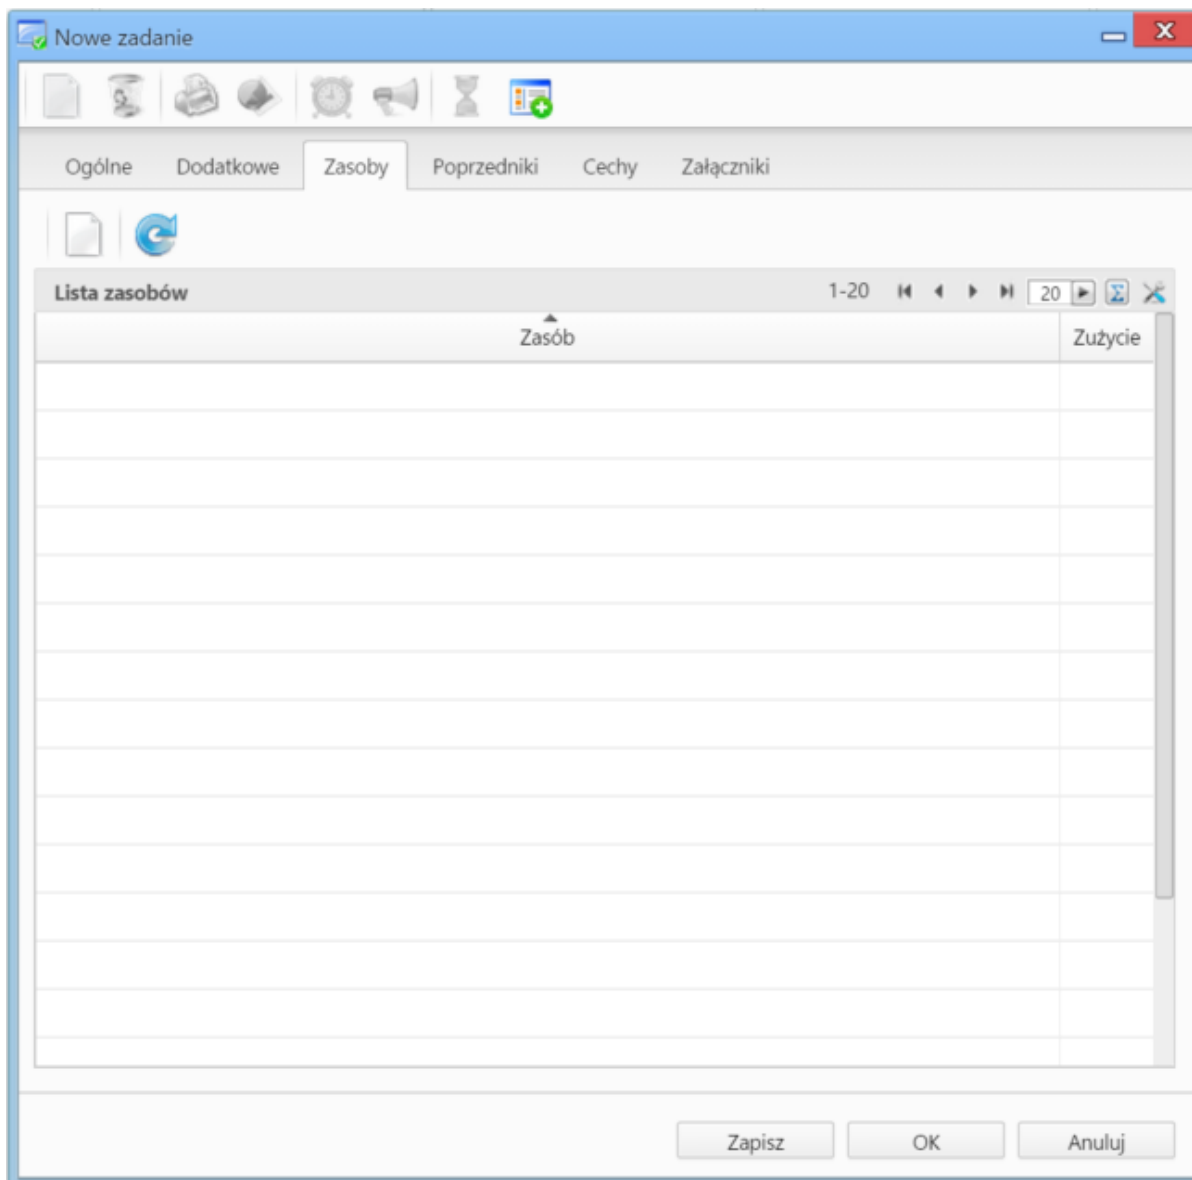 Nowe zadanie
Ogólne Dodatkowe Zasoby Poprzedniki Cechy Załączniki
Lista zasobów 1-20 20
Zasób Zużycie
Zapisz OK Anuluj